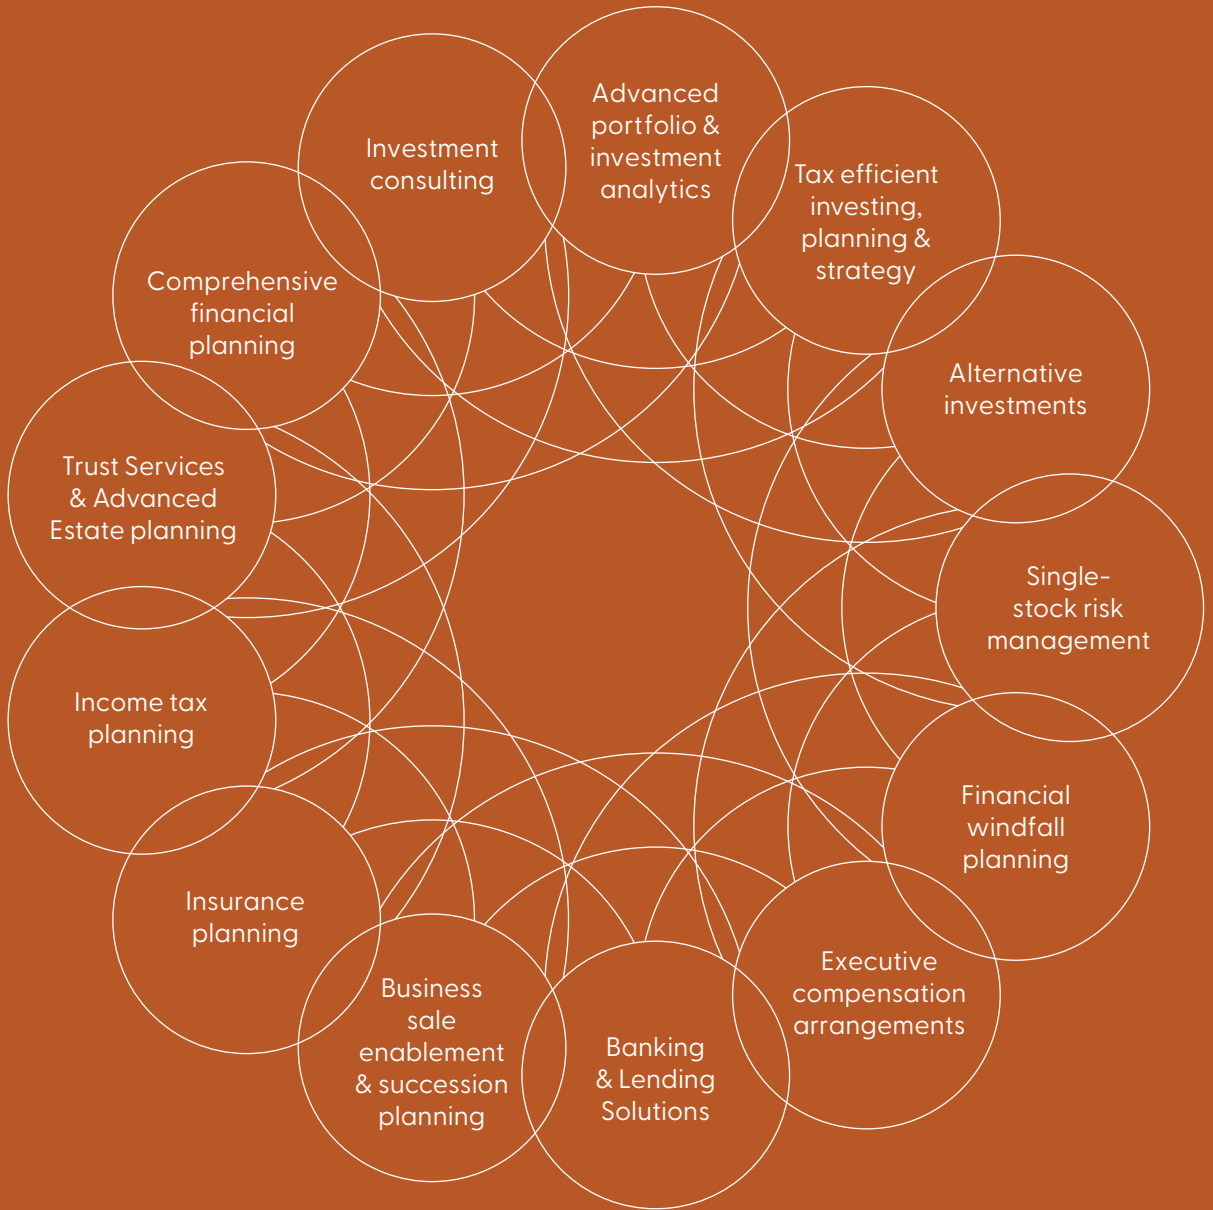 Advanced
portfolio &
investment
analytics
Tax efficient
investing,
planning &
strategy
Alternative
investments
Single-
stock risk
management
Financial
windfall
planning
Executive
compensation
arrangements
Banking
& Lending
Solutions
Business
sale
enablement
& succession
planning
Insurance
planning
Income tax
planning
Trust Services
& Advanced
Estate planning
Comprehensive
financial
planning
Investment
consulting